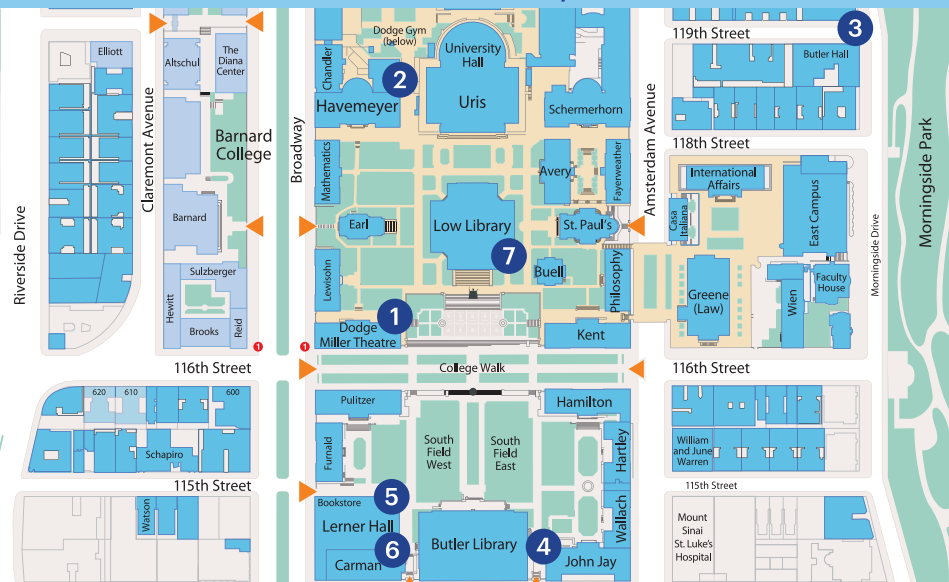 Dodge Gym
(below)
3
119th Street
Elliott
Altschul
The
Diana
Center
Chandler
2
University
Hall
Uris
Butler Hall
Havemeyer
Schermerhorn
Claremont Avenue
Barnard
College
Broadway
Amsterdam Avenue
118th Street
Morningside Park
Mathematics
Avery
Fayerweather
International
Affairs
Casa
Italiana
East Campus
Barnard
Earl
Low Library
St. Paul's
7
Riverside Drive
Lewisohn
Buell
Philosophy
Morningside Drive
Sulzberger
Hewitt
Brooks
Reid
Greene
(Law)
Wien
Faculty
House
1
Dodge
Miller Theatre
Kent
1
1
116th Street
College Walk
116th Street
620
610
600
Pulitzer
Hamilton
Schapiro
Furnald
South
Field
West
South
Field
East
Hartley
William
and June
Warren
115th Street
115th Street
Watson
Bookstore
5
Lerner Hall
6
Carman
Butler Library
4
Wallach
John Jay
Mount
Sinai
St. Luke's
Hospital